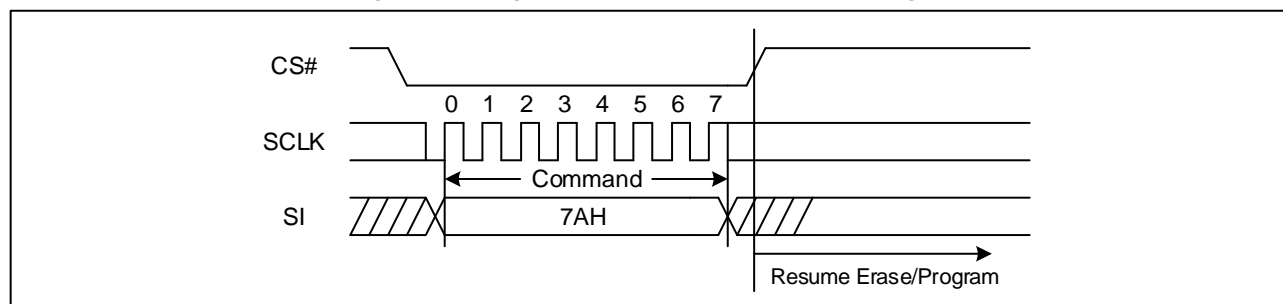 CS#
0 1 2 3 4 5 6 7
SCLK
Command
SI
7AH
Resume Erase/Program